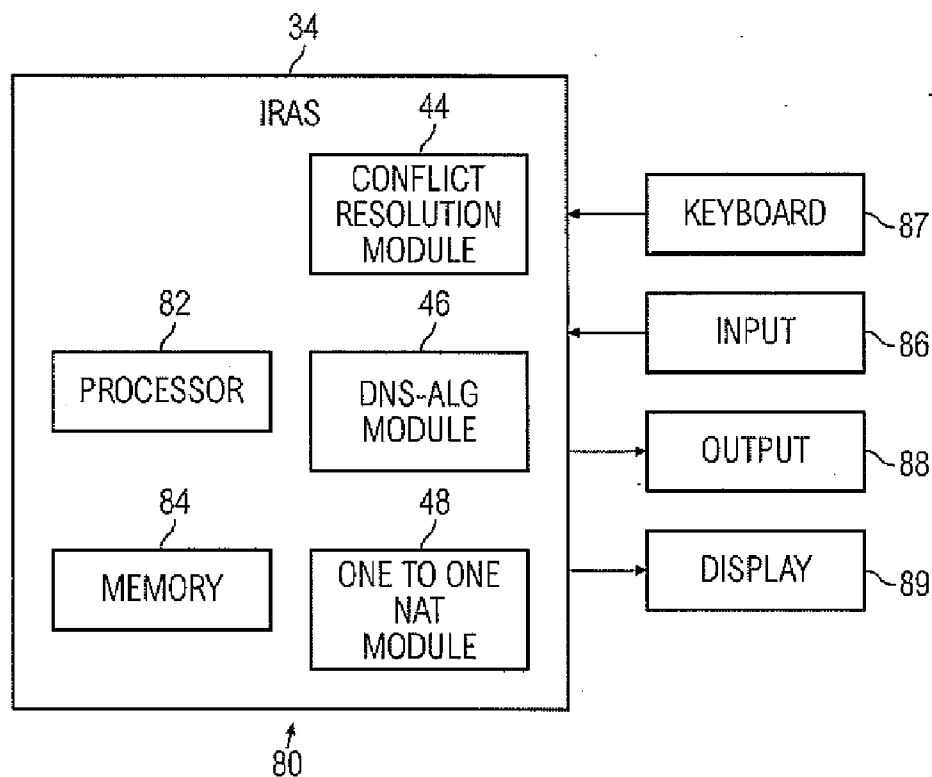 34
IRAS
44
CONFLICT
RESOLUTION
MODULE
KEYBOARD
87
82
PROCESSOR
46
DNS-ALG
MODULE
INPUT
86
OUTPUT
88
84
MEMORY
48
ONE TO ONE
NAT
MODULE
DISPLAY
89
80